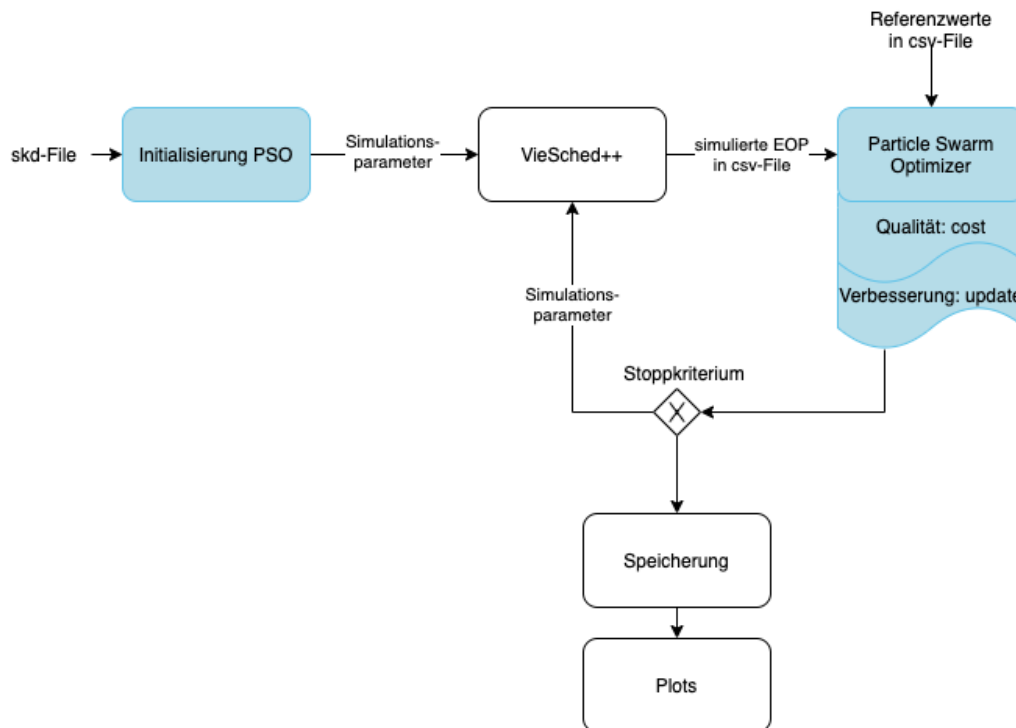 Referenzwerte
in csv-File
skd-File
Initialisierung PSO
Simulations-
parameter
VieSched++
simulierte EOP
in csv-File
Particle Swarm
Optimizer
Qualität: cost
Verbesserung: update
Simulations-
parameter
Stoppkriterium
X
Speicherung
Plots